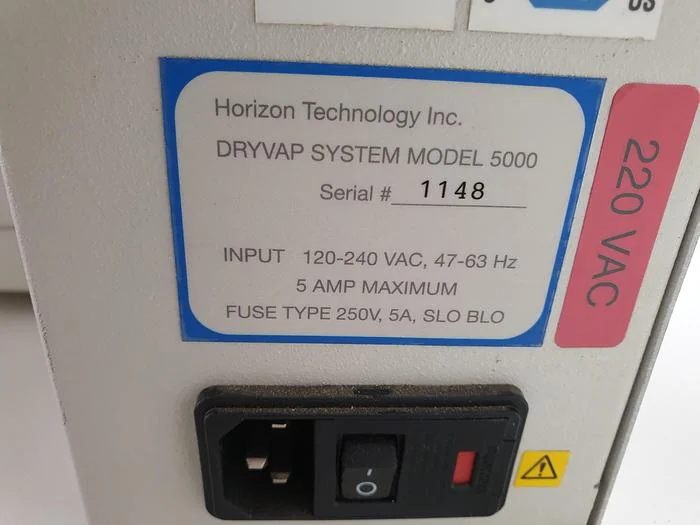 US
Horizon Technology Inc.
DRYVAP SYSTEM MODEL 5000
Serial # 1148
INPUT 120-240 VAC, 47-63 Hz
5 AMP MAXIMUM
FUSE TYPE 250V, 5A, SLO BLO
220 VAC